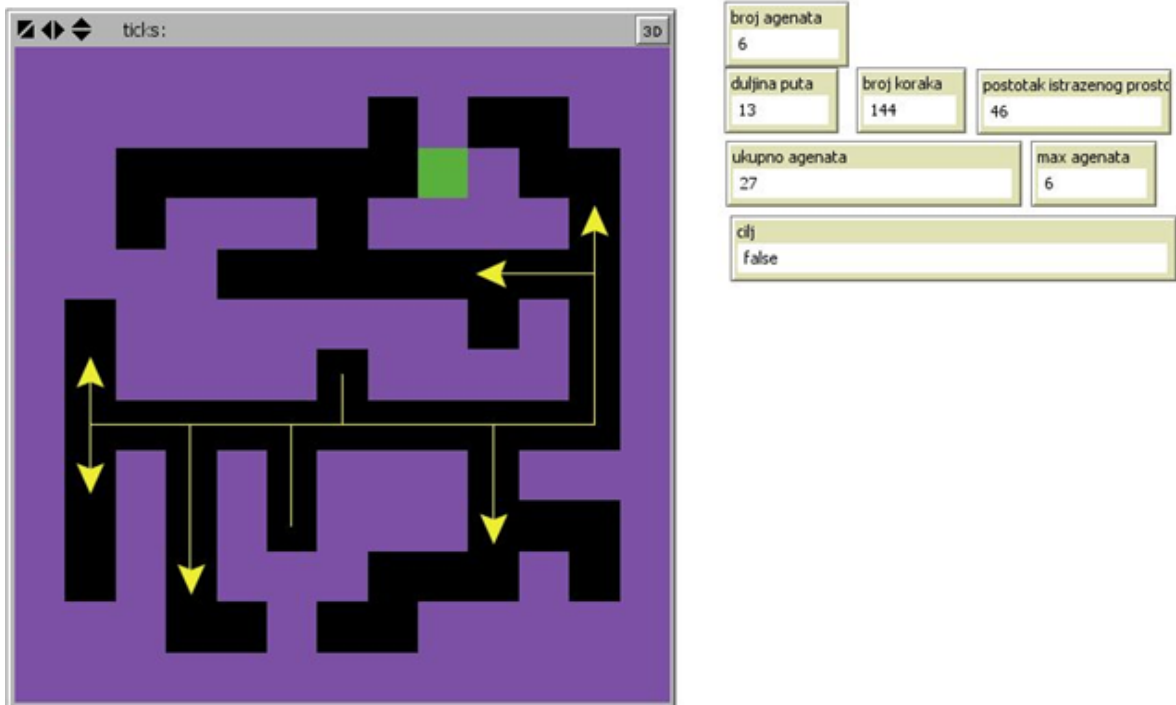 ticks:
3D
broj agenata
6
duljina puta
13
broj koraka
144
postotak istrazenog prostc
46
ukupno agenata
27
max agenata
6
cilj
false